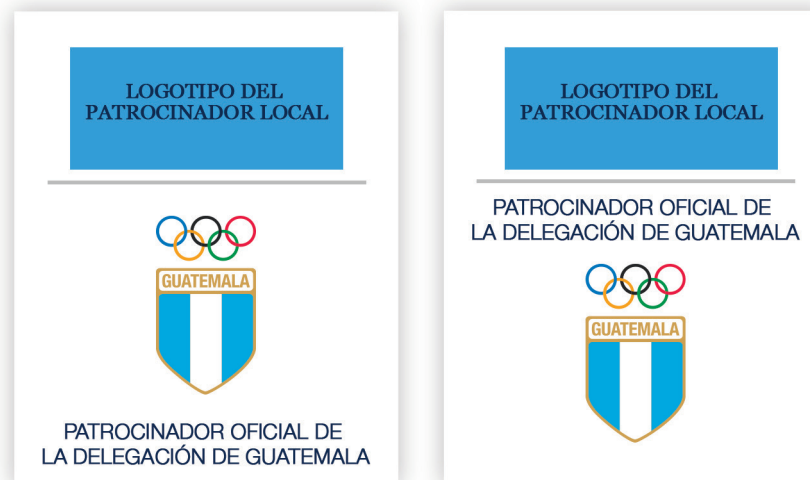 LOGOTIPO DEL
PATROCINADOR LOCAL
GUATEMALA
PATROCINADOR OFICIAL DE
LA DELEGACIÓN DE GUATEMALA
LOGOTIPO DEL
PATROCINADOR LOCAL
PATROCINADOR OFICIAL DE
LA DELEGACIÓN DE GUATEMALA
GUATEMALA